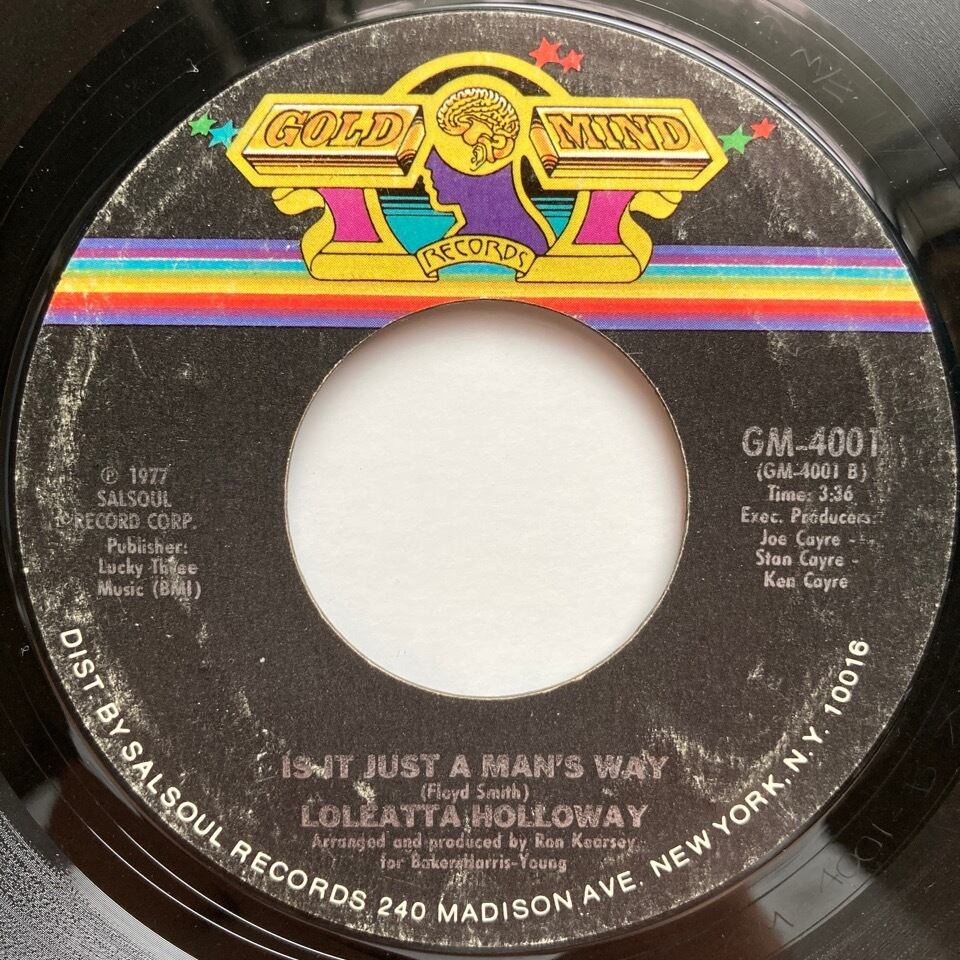 GOLD MIND
RECORDS
℗ 1977
SALSOUL
RECORD CORP.
Publisher:
Lucky Three
Music (BMI)
GM-4001
(GM-4001 B)
Time: 3:36
Exec. Producers:
Joe Cayre -
Stan Cayre -
Ken Cayre
IS IT JUST A MAN'S WAY
(Floyd Smith)
LOLEATTA HOLLOWAY
Arranged and produced by Ron Kearsey
for Baker-Harris-Young
DIST BY SALSOUL RECORDS 240 MADISON AVE. NEW YORK, N.Y. 10016